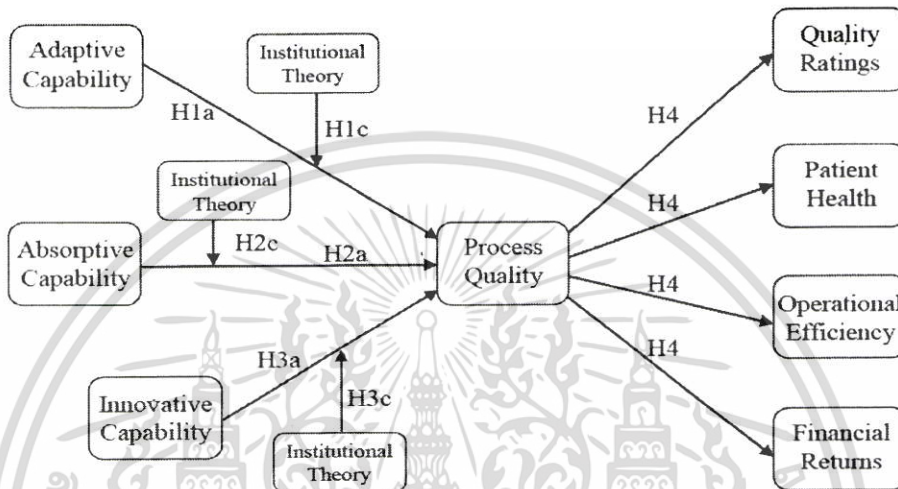 Adaptive
Capability
Institutional
Theory
Quality
Ratings
H1a
H1c
H4
Institutional
Theory
Patient
Health
H4
Absorptive
Capability
H2c
H2a
Process
Quality
H4
Operational
Efficiency
H3a
H4
Innovative
Capability
H3c
Institutional
Theory
Financial
Returns